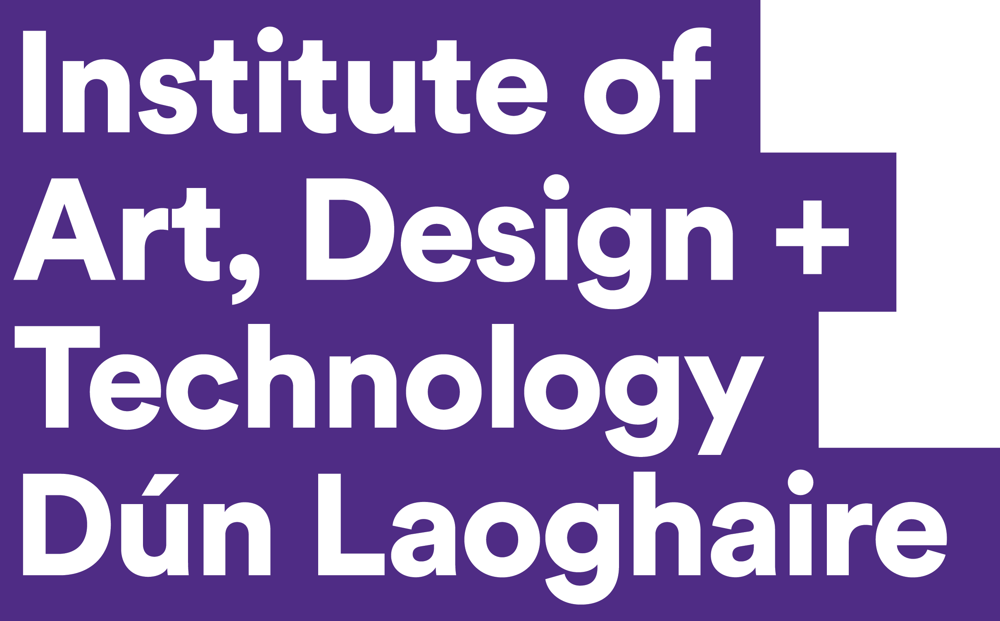 Institute of
Art, Design +
Technology
Dún Laoghaire